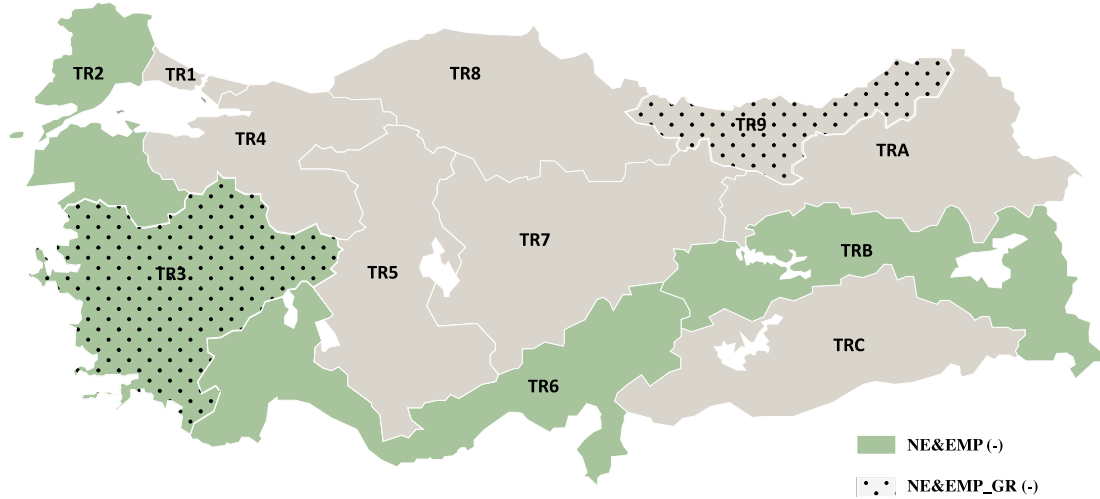 TR2
TR1
TR8
TR4
TR9
TRA
TR3
TR5
TR7
TRB
TR6
TRC
NE&EMP (-)
NE&EMP_GR (-)